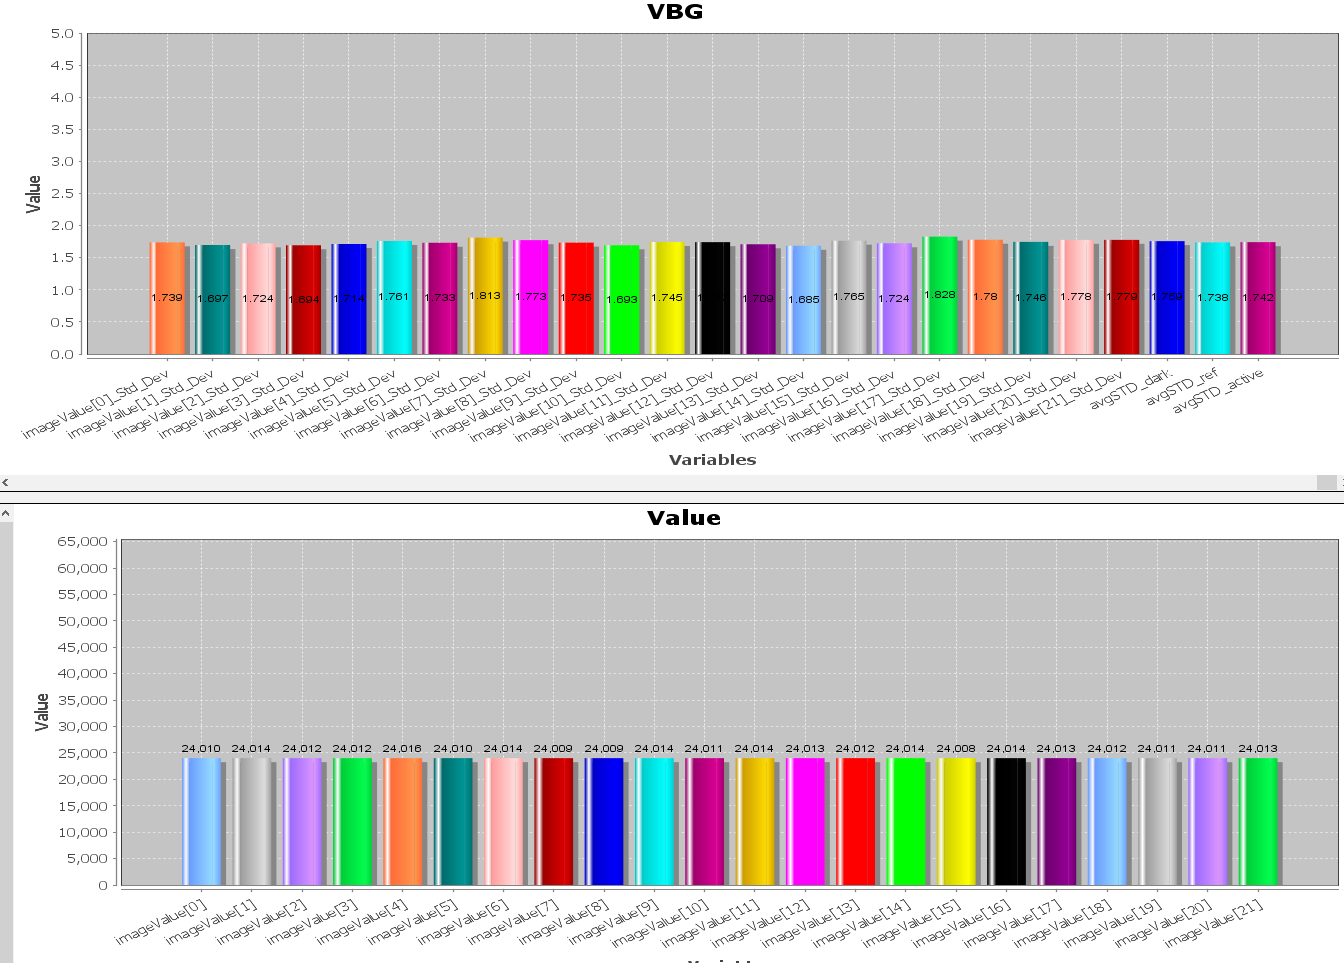 VBG
5.0
4.5
4.0
3.5
3.0
2.5
2.0
1.5
1.0
0.5
0.0
Value
1.739 1.697 1.724 1.694 1.714 1.761 1.733 1.813 1.773 1.735 1.693 1.745 1.709 1.685 1.765 1.724 1.828 1.78 1.746 1.778 1.779 1.738 1.742
imageValue[0]_Std_Dev
imageValue[1]_Std_Dev
imageValue[2]_Std_Dev
imageValue[3]_Std_Dev
imageValue[4]_Std_Dev
imageValue[5]_Std_Dev
imageValue[6]_Std_Dev
imageValue[7]_Std_Dev
imageValue[8]_Std_Dev
imageValue[9]_Std_Dev
imageValue[10]_Std_Dev
imageValue[11]_Std_Dev
imageValue[12]_Std_Dev
imageValue[13]_Std_Dev
imageValue[14]_Std_Dev
imageValue[15]_Std_Dev
imageValue[16]_Std_Dev
imageValue[17]_Std_Dev
imageValue[18]_Std_Dev
imageValue[19]_Std_Dev
imageValue[20]_Std_Dev
imageValue[21]_Std_Dev
avgSTD_dark
avgSTD_ref
avgSTD_active
Variables
Value
65,000
60,000
55,000
50,000
45,000
40,000
35,000
30,000
25,000
20,000
15,000
10,000
5,000
0
Value
24,010 24,014 24,012 24,012 24,016 24,010 24,014 24,009 24,009 24,014 24,011 24,014 24,013 24,012 24,014 24,008 24,014 24,013 24,012 24,011 24,011 24,013
imageValue[0]
imageValue[1]
imageValue[2]
imageValue[3]
imageValue[4]
imageValue[5]
imageValue[6]
imageValue[7]
imageValue[8]
imageValue[9]
imageValue[10]
imageValue[11]
imageValue[12]
imageValue[13]
imageValue[14]
imageValue[15]
imageValue[16]
imageValue[17]
imageValue[18]
imageValue[19]
imageValue[20]
imageValue[21]